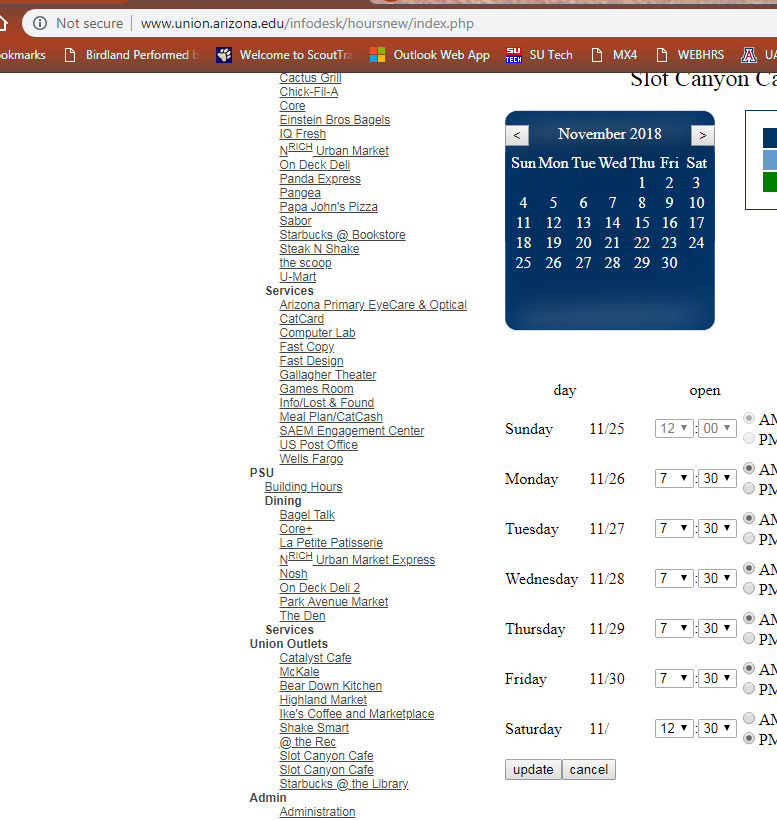 Not secure | www.union.arizona.edu/infodesk/hoursnew/index.php
okmarks Birdland Performed b Welcome to ScoutTra Outlook Web App SU TECH SU Tech MX4 WEBHRS UA
Slot Canyon Ca
Cactus Grill
Chick-Fil-A
Core
Einstein Bros Bagels
IQ Fresh
NRICH Urban Market
On Deck Deli
Panda Express
Pangea
Papa John's Pizza
Sabor
Starbucks @ Bookstore
Steak N Shake
the scoop
U-Mart
Services
Arizona Primary EyeCare & Optical
CatCard
Computer Lab
Fast Copy
Fast Design
Gallagher Theater
Games Room
Info/Lost & Found
Meal Plan/CatCash
SAEM Engagement Center
US Post Office
Wells Fargo
PSU
Building Hours
Dining
Bagel Talk
Core+
La Petite Patisserie
NRICH Urban Market Express
Nosh
On Deck Deli 2
Park Avenue Market
The Den
Services
Union Outlets
Catalyst Cafe
McKale
Bear Down Kitchen
Highland Market
Ike's Coffee and Marketplace
Shake Smart
@ the Rec
Slot Canyon Cafe
Slot Canyon Cafe
Starbucks @ the Library
Admin
Administration
< November 2018 >
Sun Mon Tue Wed Thu Fri Sat
1 2 3
4 5 6 7 8 9 10
11 12 13 14 15 16 17
18 19 20 21 22 23 24
25 26 27 28 29 30
day open
Sunday 11/25 12 : 00 AM
PM
Monday 11/26 7 : 30 AM
PM
Tuesday 11/27 7 : 30 AM
PM
Wednesday 11/28 7 : 30 AM
PM
Thursday 11/29 7 : 30 AM
PM
Friday 11/30 7 : 30 AM
PM
Saturday 11/ 12 : 30 AM
PM
update cancel